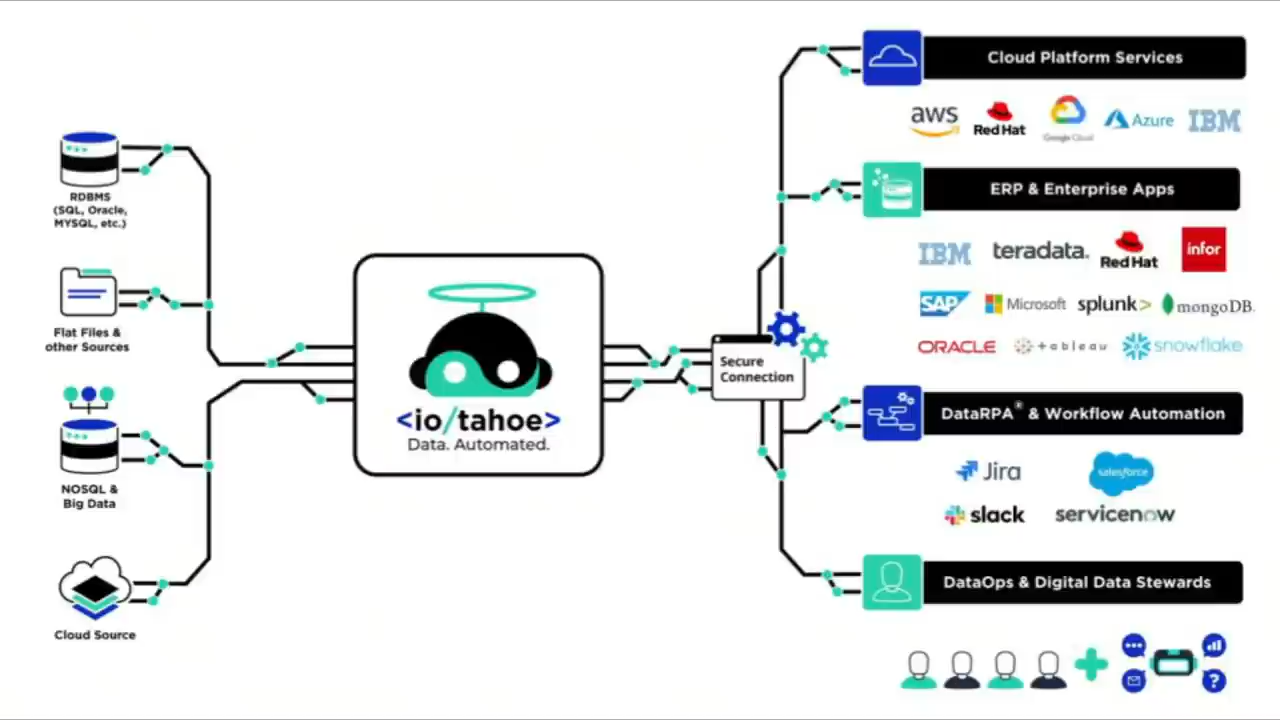 RDBMS
(SQL, Oracle,
MYSQL, etc.)
Flat Files &
other Sources
NOSQL &
Big Data
Cloud Source
<io/tahoe>
Data. Automated.
Secure
Connection
Cloud Platform Services
aws
Red Hat
Google Cloud
Azure
IBM
ERP & Enterprise Apps
IBM
teradata.
Red Hat
infor
SAP
Microsoft
splunk>
mongoDB.
ORACLE
+ a b l e a u
snowflake
DataRPA® & Workflow Automation
Jira
salesforce
slack
servicenow
DataOps & Digital Data Stewards
?